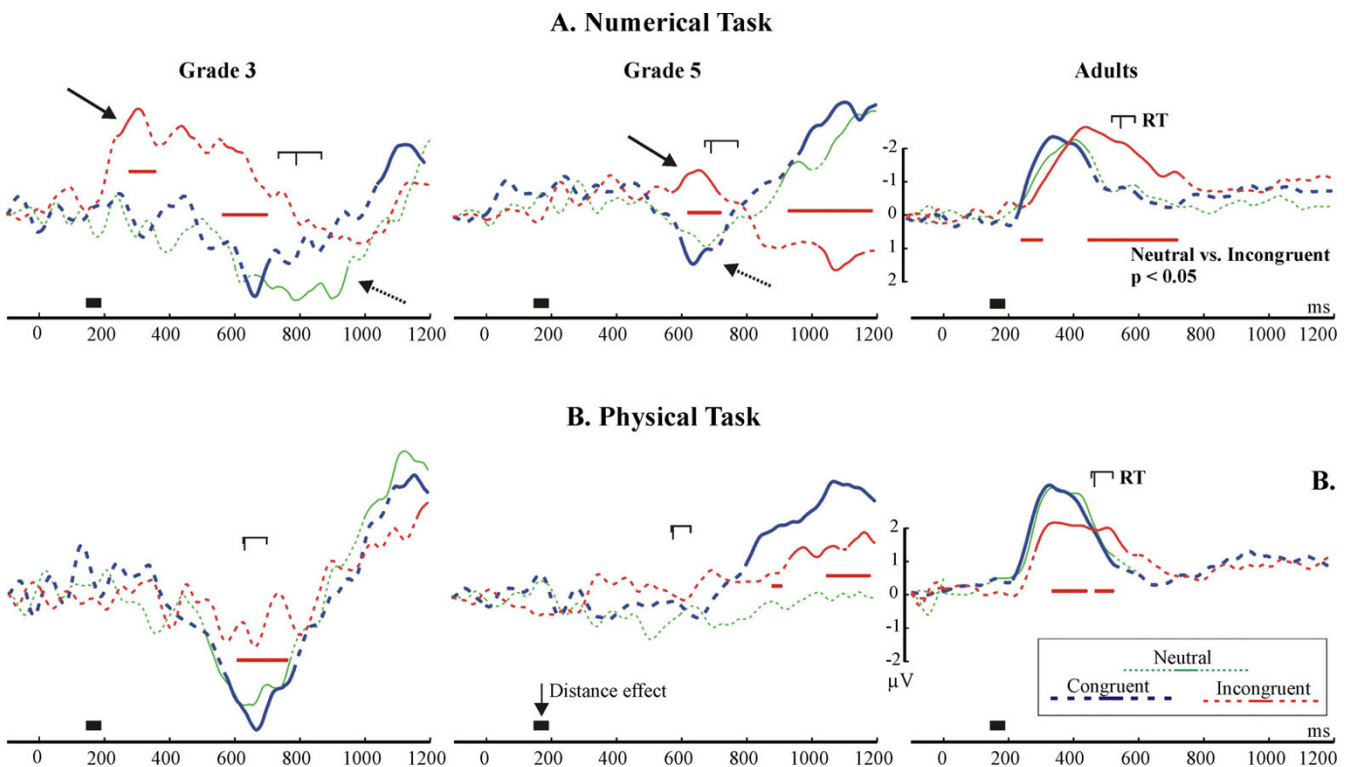 A. Numerical Task
Grade 3
Grade 5
Adults
RT
-2
-1
0
1
2
Neutral vs. Incongruent
p < 0.05
ms
0 200 400 600 800 1000 1200
0 200 400 600 800 1000 1200
0 200 400 600 800 1000 1200
B. Physical Task
RT
B.
2
1
0
-1
-2
µV
Distance effect
Neutral
Congruent
Incongruent
ms
0 200 400 600 800 1000 1200
0 200 400 600 800 1000 1200
0 200 400 600 800 1000 1200